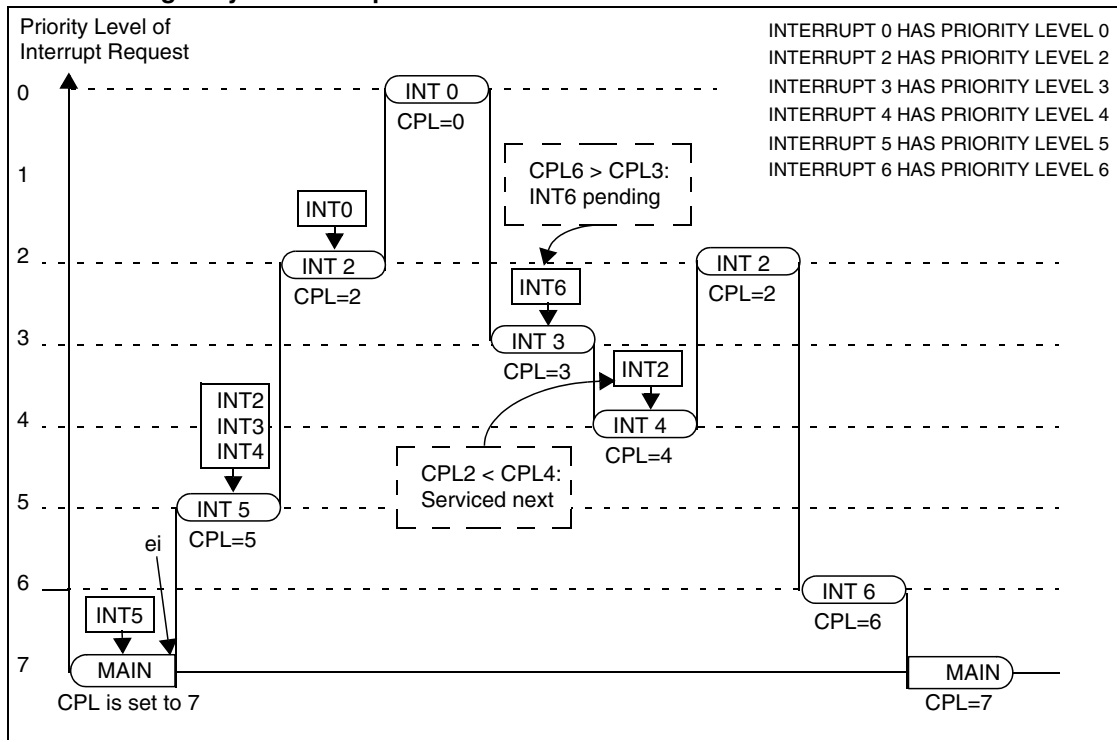 Priority Level of
Interrupt Request
INTERRUPT 0 HAS PRIORITY LEVEL 0
INTERRUPT 2 HAS PRIORITY LEVEL 2
INTERRUPT 3 HAS PRIORITY LEVEL 3
INTERRUPT 4 HAS PRIORITY LEVEL 4
INTERRUPT 5 HAS PRIORITY LEVEL 5
INTERRUPT 6 HAS PRIORITY LEVEL 6
0
INT 0
CPL=0
1
CPL6 > CPL3:
INT6 pending
INT0
2
INT 2
CPL=2
INT 2
CPL=2
INT6
3
INT 3
CPL=3
INT2
INT2
INT3
INT4
4
INT 4
CPL=4
CPL2 < CPL4:
Serviced next
5
INT 5
CPL=5
ei
6
INT 6
CPL=6
INT5
7
MAIN
CPL is set to 7
MAIN
CPL=7